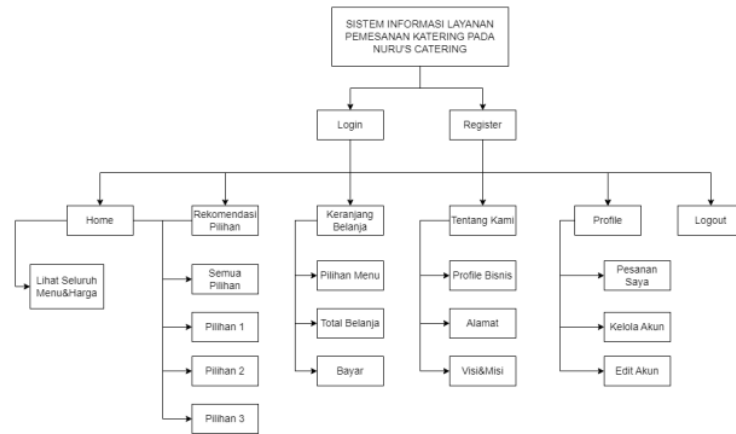 SISTEM INFORMASI LAYANAN
PEMESANAN KATERING PADA
NURU'S CATERING
Login
Register
Home
Rekomendasi
Pilihan
Keranjang
Belanja
Tentang Kami
Profile
Logout
Lihat Seluruh
Menu&Harga
Semua
Pilihan
Pilihan Menu
Profile Bisnis
Pesanan
Saya
Pilihan 1
Total Belanja
Alamat
Kelola Akun
Pilihan 2
Bayar
Visi&Misi
Edit Akun
Pilihan 3